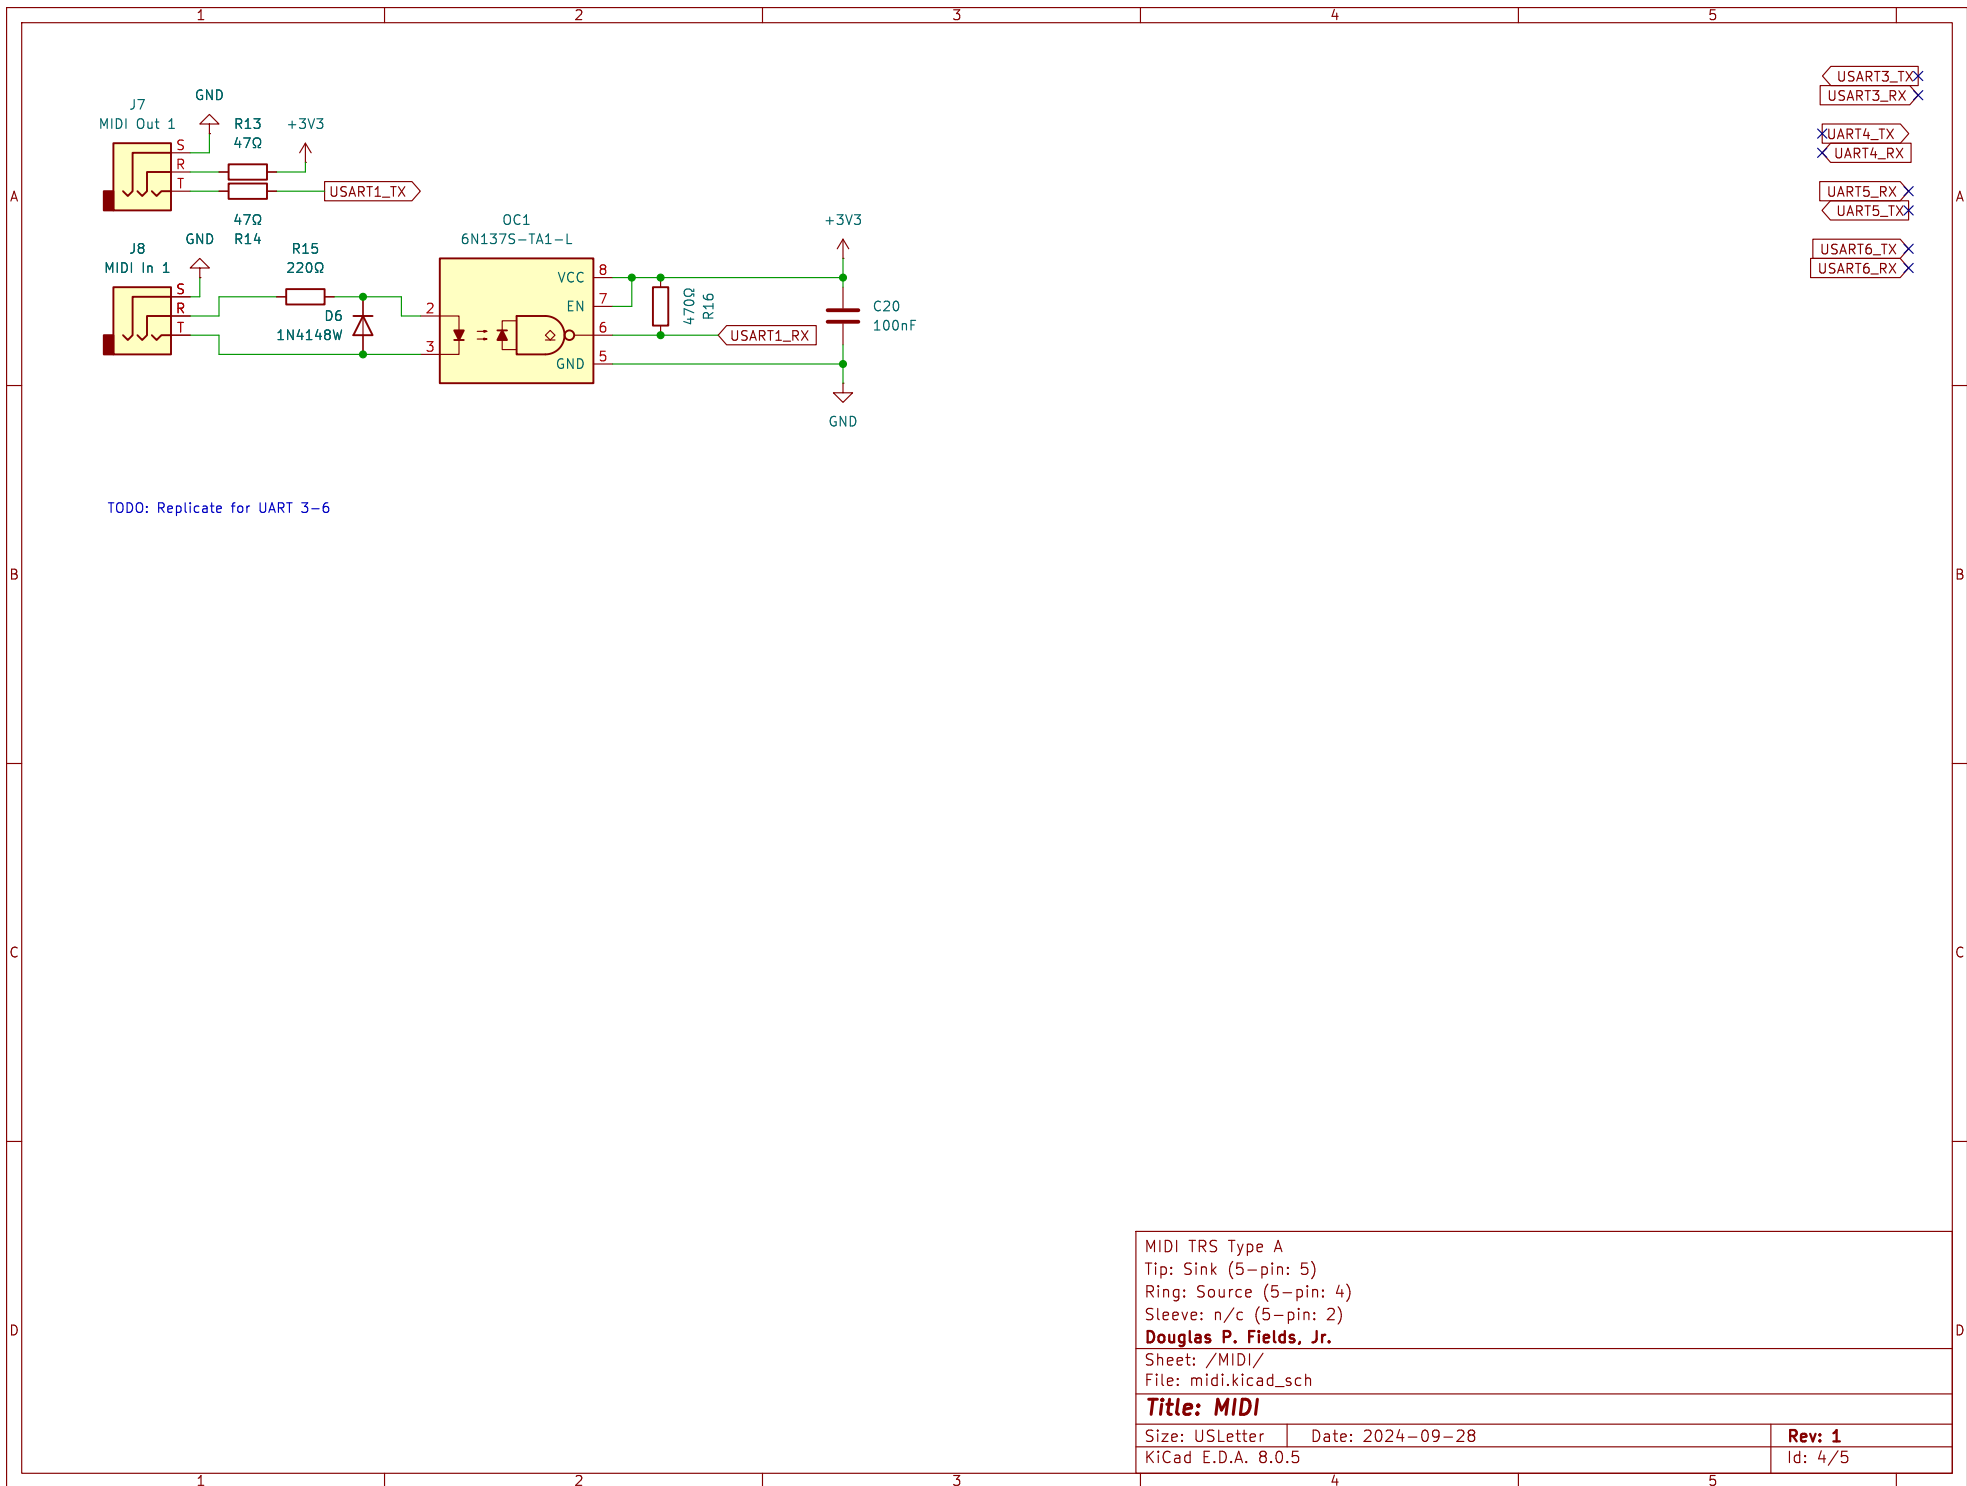 1 2 3 4 5
A
B
C
D
J7
MIDI Out 1
GND
R13
47Ω
+3V3
S
R
T
USART1_TX
47Ω
R14
J8
MIDI In 1
GND
R15
220Ω
S
R
T
D6
1N4148W
OC1
6N137S-TA1-L
2
3
VCC
EN
GND
8
7
6
5
470Ω
R16
USART1_RX
+3V3
C20
100nF
GND
USART3_TX
USART3_RX
UART4_TX
UART4_RX
UART5_RX
UART5_TX
USART6_TX
USART6_RX
TODO: Replicate for UART 3-6
A
B
C
D
MIDI TRS Type A
Tip: Sink (5-pin: 5)
Ring: Source (5-pin: 4)
Sleeve: n/c (5-pin: 2)
Douglas P. Fields, Jr.
Sheet: /MIDI/
File: midi.kicad_sch
Title: MIDI
Size: USLetter Date: 2024-09-28 Rev: 1
KiCad E.D.A. 8.0.5 Id: 4/5
1 2 3 4 5